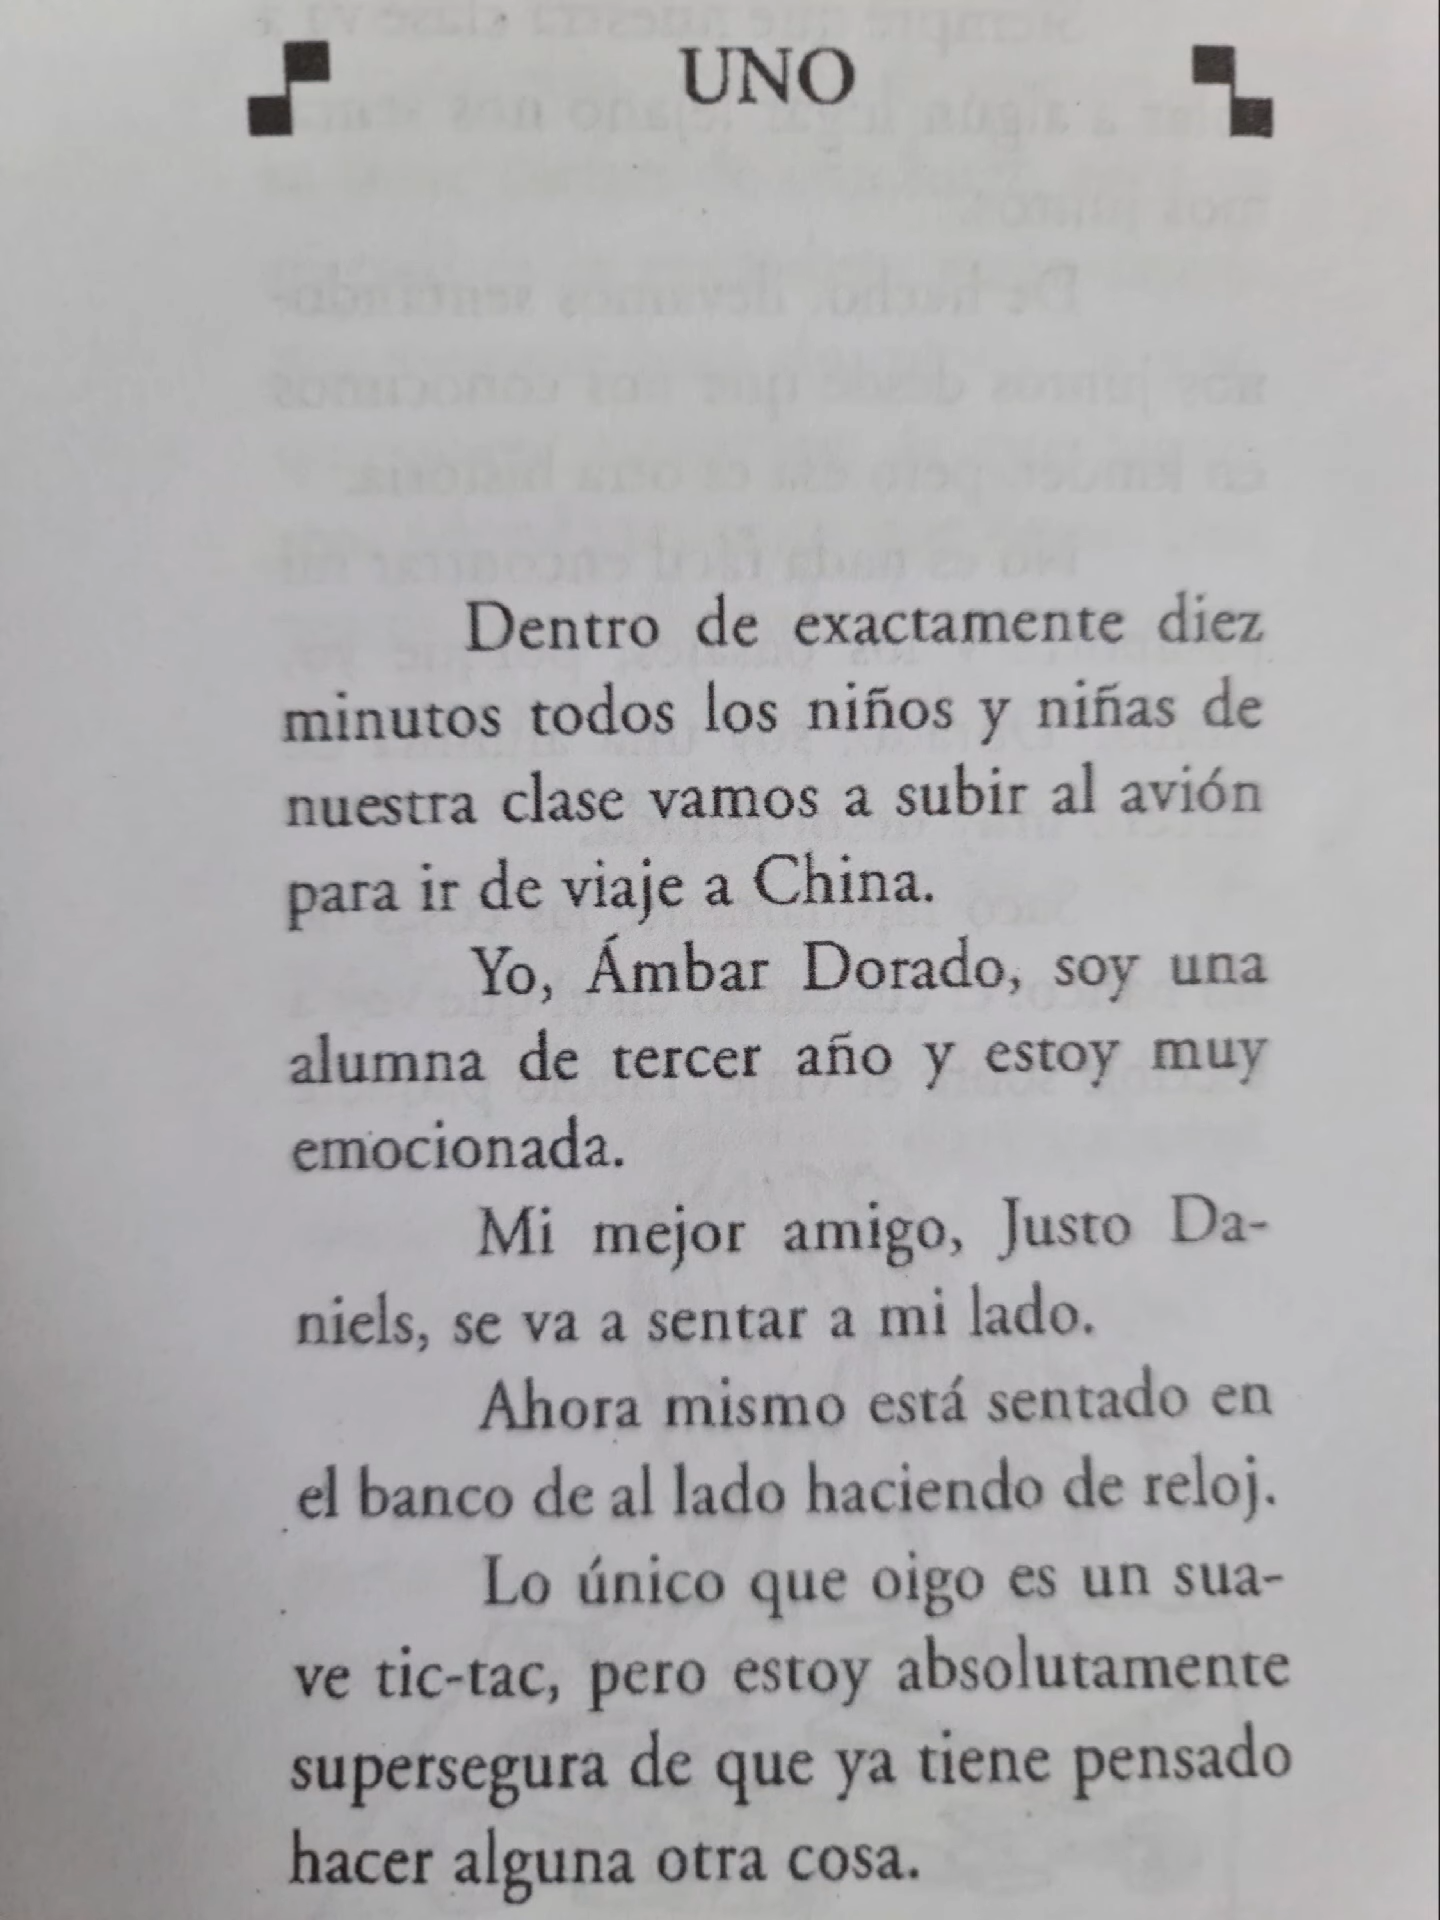 UNO
Dentro de exactamente diez
minutos todos los niños y niñas de
nuestra clase vamos a subir al avión
para ir de viaje a China.
Yo, Ámbar Dorado, soy una
alumna de tercer año y estoy muy
emocionada.
Mi mejor amigo, Justo Da-
niels, se va a sentar a mi lado.
Ahora mismo está sentado en
el banco de al lado haciendo de reloj.
Lo único que oigo es un sua-
ve tic-tac, pero estoy absolutamente
supersegura de que ya tiene pensado
hacer alguna otra cosa.